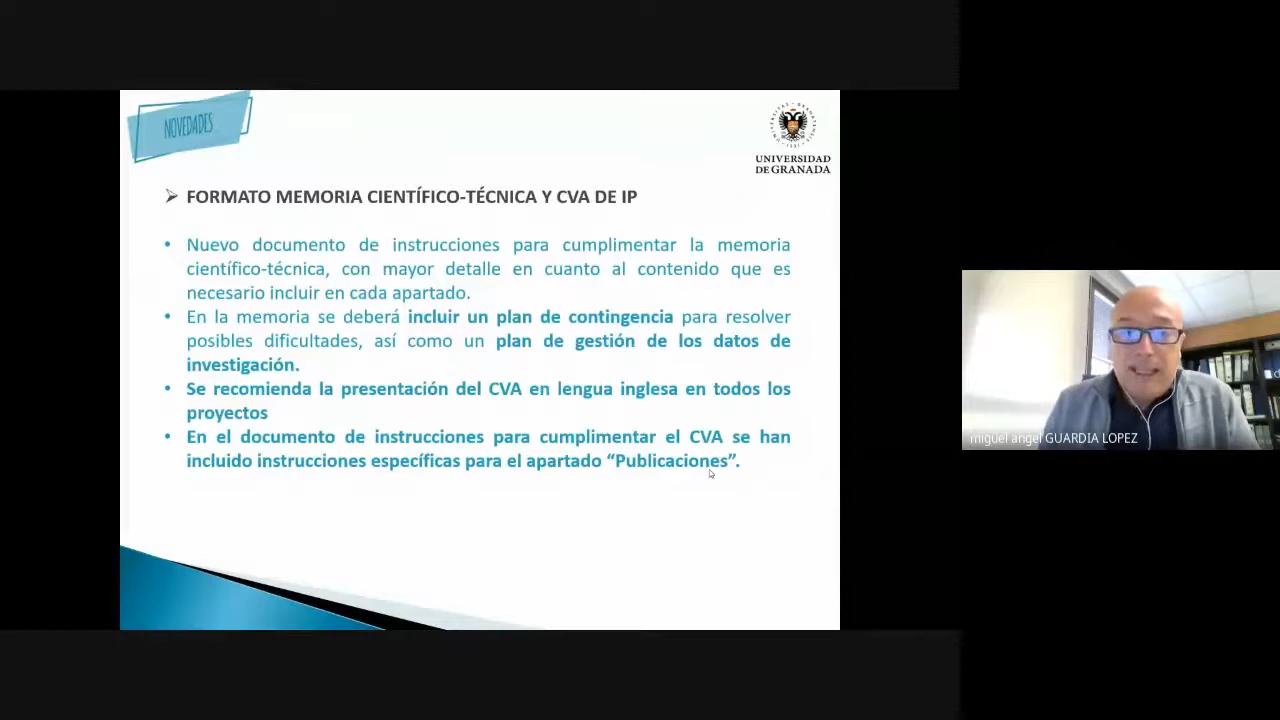 NOVEDADES
UNIVERSIDAD
DE GRANADA
FORMATO MEMORIA CIENTÍFICO-TÉCNICA Y CVA DE IP
• Nuevo documento de instrucciones para cumplimentar la memoria
científico-técnica, con mayor detalle en cuanto al contenido que es
necesario incluir en cada apartado.
• En la memoria se deberá incluir un plan de contingencia para resolver
posibles dificultades, así como un plan de gestión de los datos de
investigación.
• Se recomienda la presentación del CVA en lengua inglesa en todos los
proyectos
• En el documento de instrucciones para cumplimentar el CVA se han
incluido instrucciones específicas para el apartado “Publicaciones”.
miguel angel GUARDIA LOPEZ